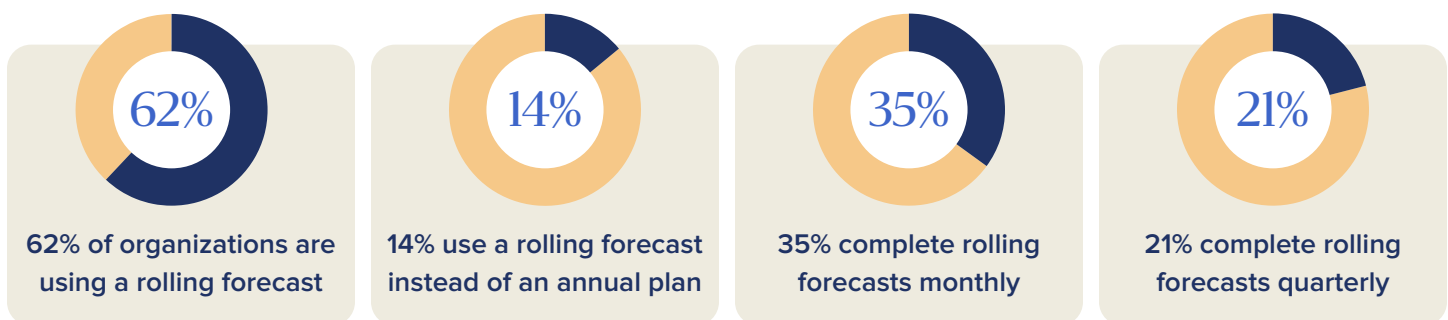 62%
62% of organizations are
using a rolling forecast
14%
14% use a rolling forecast
instead of an annual plan
35%
35% complete rolling
forecasts monthly
21%
21% complete rolling
forecasts quarterly